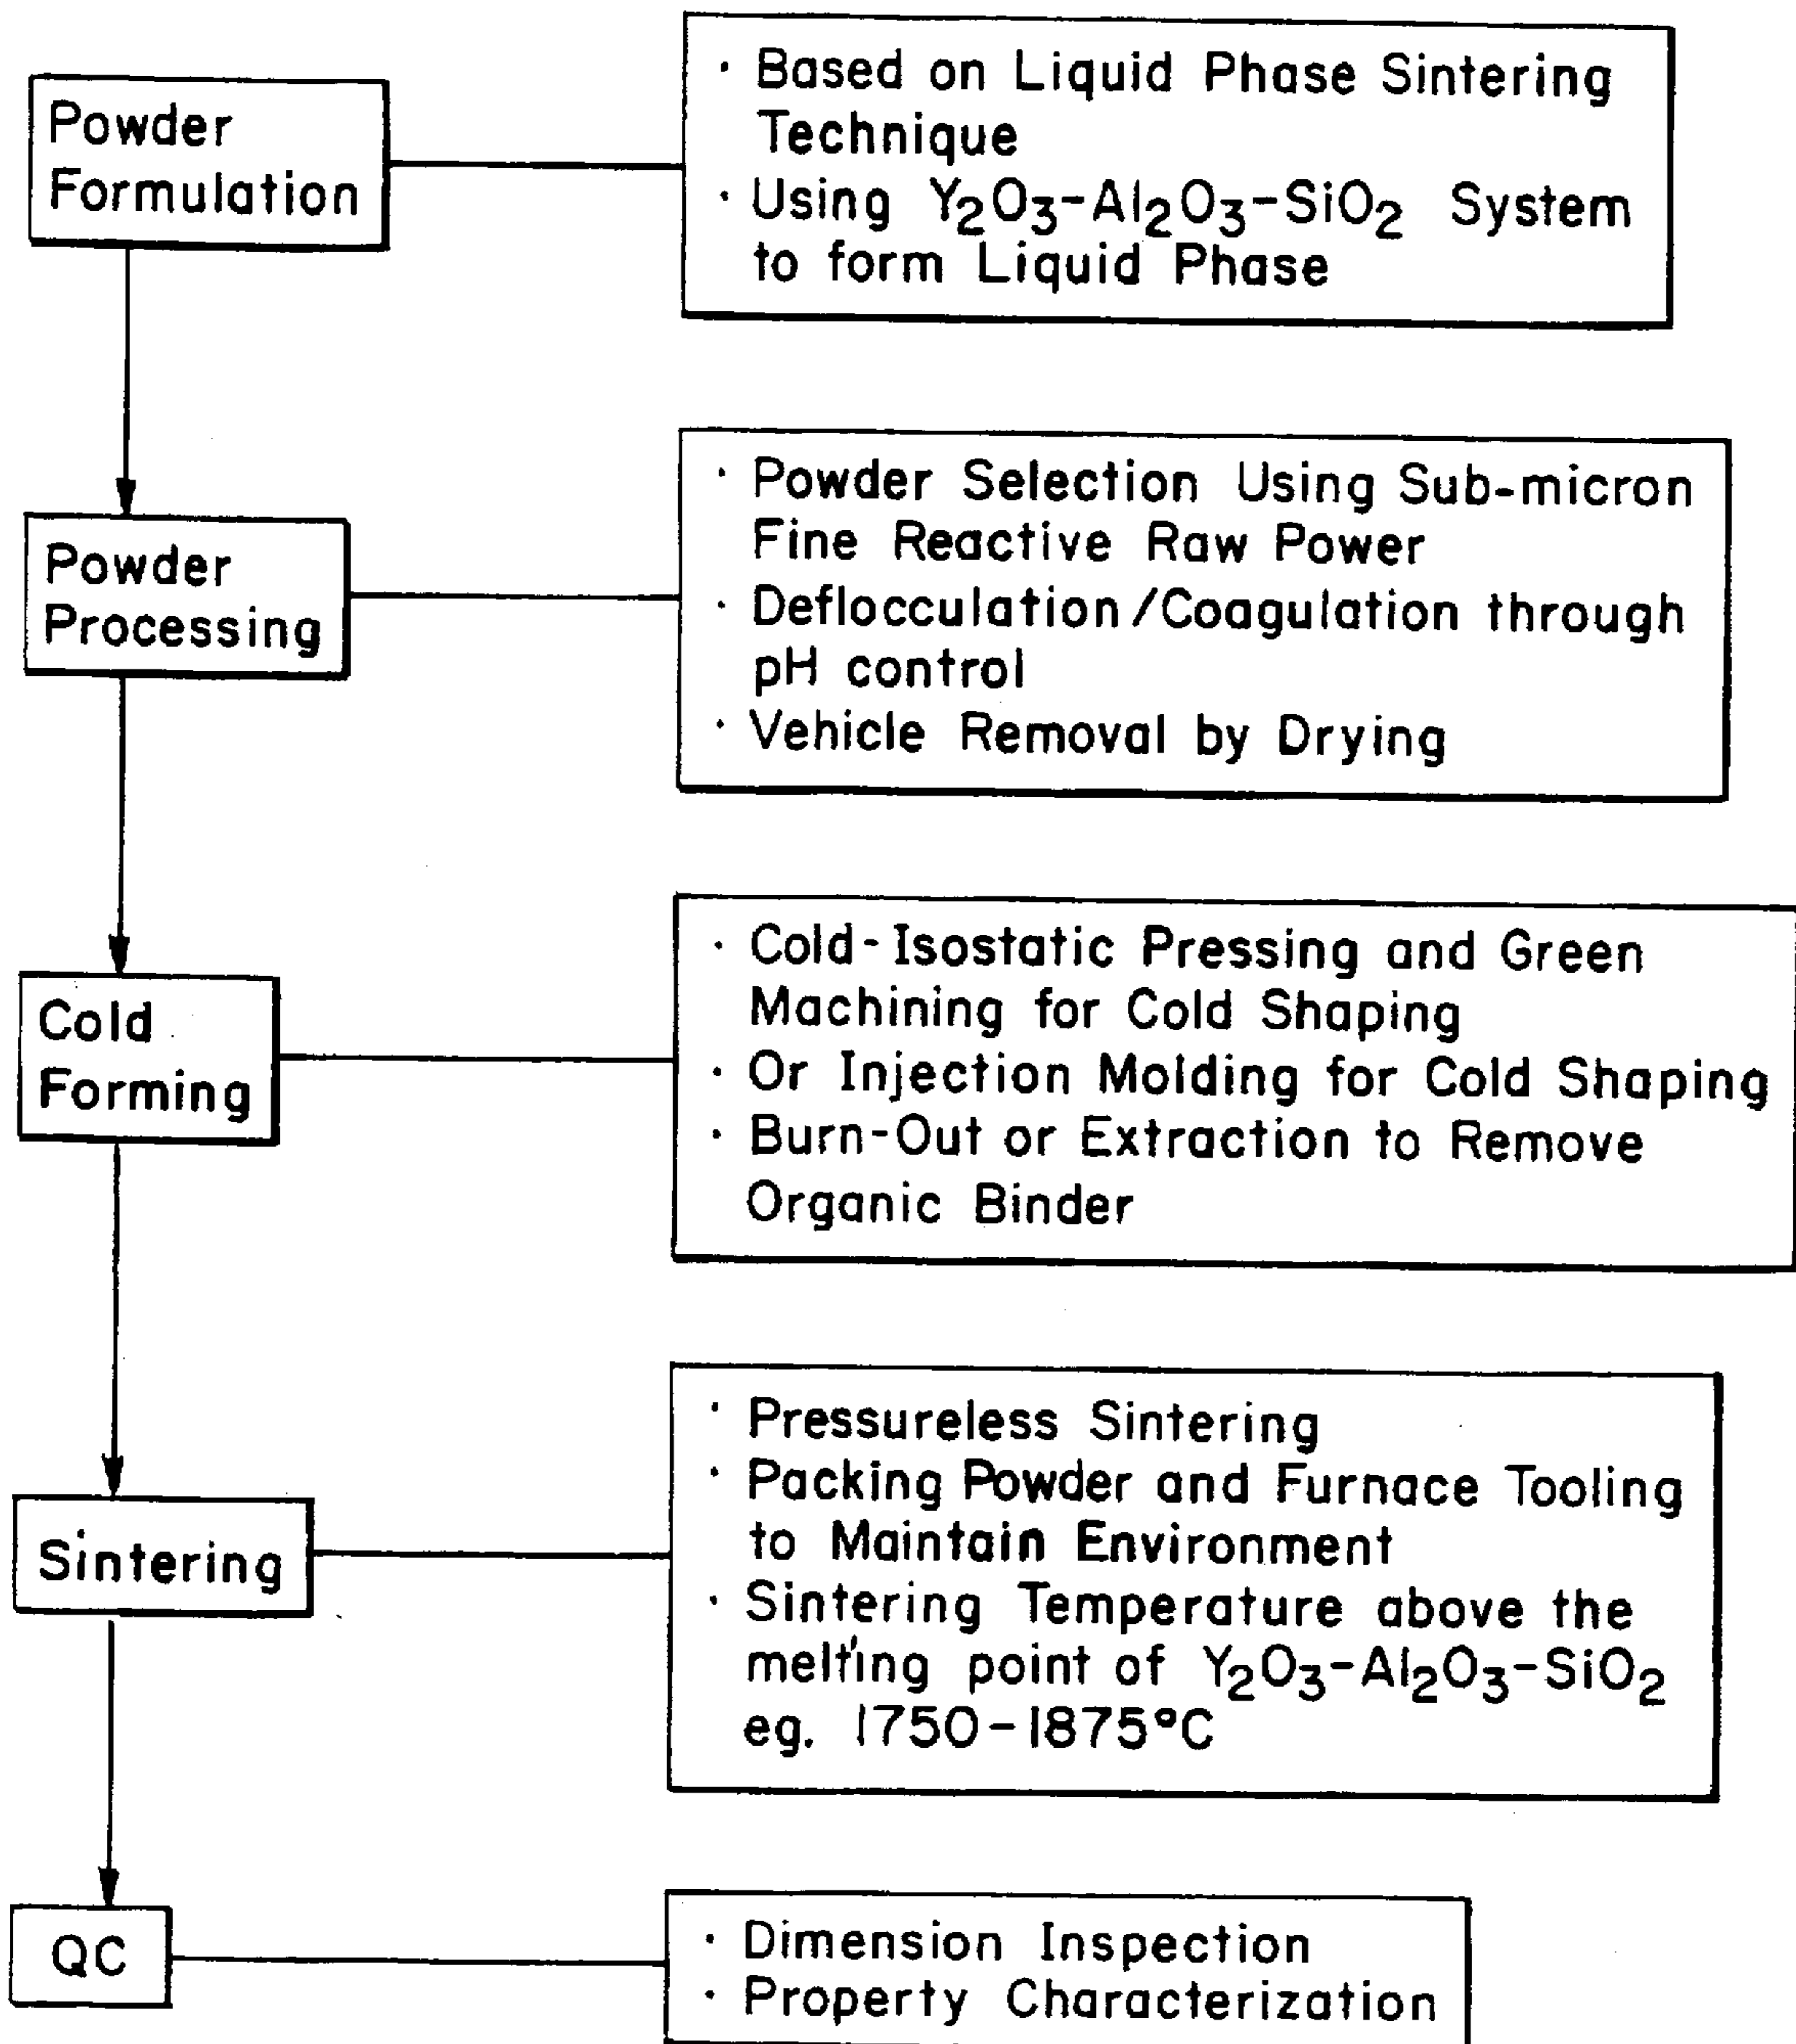 Powder
Formulation
· Based on Liquid Phase Sintering
Technique
· Using Y₂O₃-Al₂O₃-SiO₂ System
to form Liquid Phase
Powder
Processing
· Powder Selection Using Sub-micron
Fine Reactive Raw Power
· Deflocculation/Coagulation through
pH control
· Vehicle Removal by Drying
Cold
Forming
· Cold-Isostatic Pressing and Green
Machining for Cold Shaping
· Or Injection Molding for Cold Shaping
· Burn-Out or Extraction to Remove
Organic Binder
Sintering
· Pressureless Sintering
· Packing Powder and Furnace Tooling
to Maintain Environment
· Sintering Temperature above the
melting point of Y₂O₃-Al₂O₃-SiO₂
eg. 1750-1875°C
QC
· Dimension Inspection
· Property Characterization